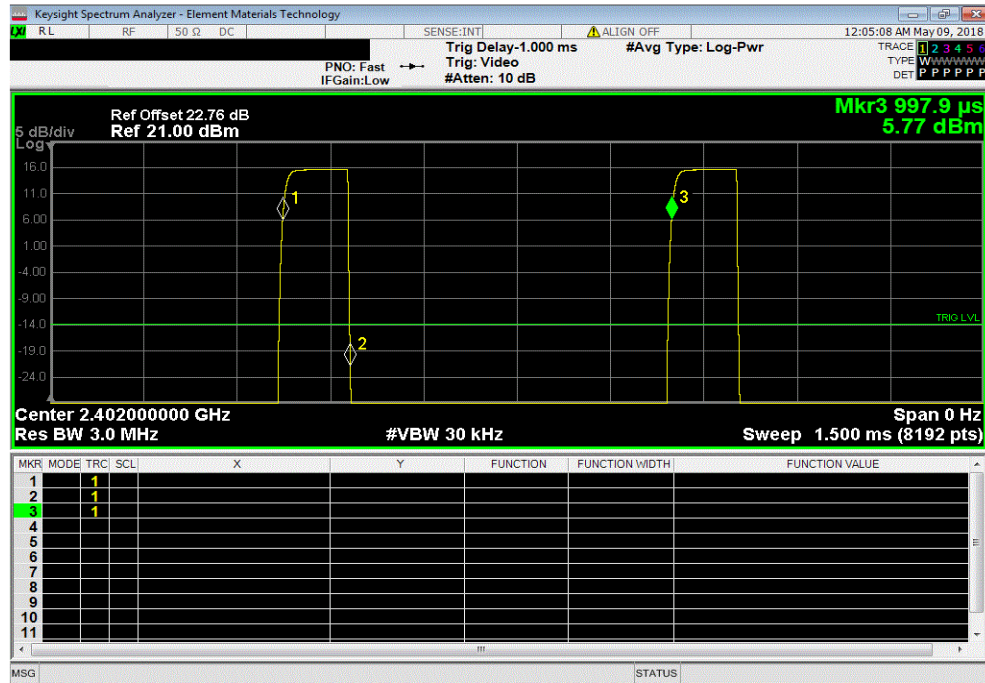 Keysight Spectrum Analyzer - Element Materials Technology
LXI RL RF 50 Ω DC SENSE:INT ALIGN OFF 12:05:08 AM May 09, 2018
Trig Delay-1.000 ms #Avg Type: Log-Pwr TRACE 1 2 3 4 5 6
PNO: Fast Trig: Video TYPE WWWWWW
IFGain:Low #Atten: 10 dB DET P P P P P P
Mkr3 997.9 µs
5.77 dBm
Ref Offset 22.76 dB
5 dB/div Ref 21.00 dBm
Log
16.0
11.0
6.00
1.00
-4.00
-9.00
-14.0
-19.0
-24.0
1
2
3
TRIG LVL
Center 2.402000000 GHz Span 0 Hz
Res BW 3.0 MHz #VBW 30 kHz Sweep 1.500 ms (8192 pts)
MKR MODE TRC SCL X Y FUNCTION FUNCTION WIDTH FUNCTION VALUE
1 1
2 1
3 1
4
5
6
7
8
9
10
11
MSG STATUS